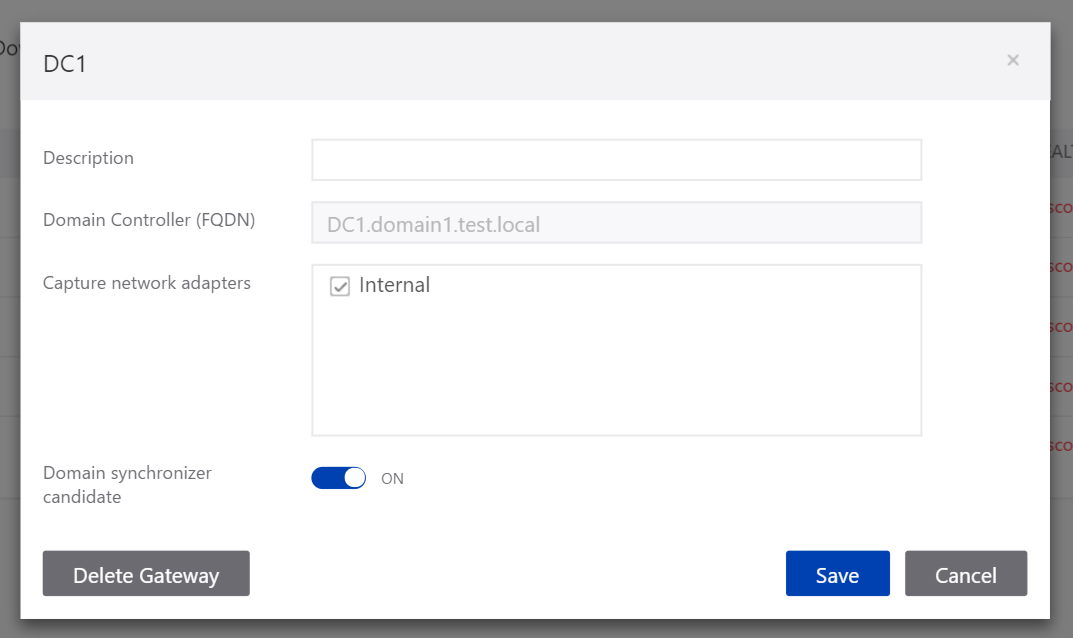 DC1
Description
Domain Controller (FQDN)
DC1.domain1.test.local
Capture network adapters
Internal
Domain synchronizer
candidate
ON
Delete Gateway
Save
Cancel